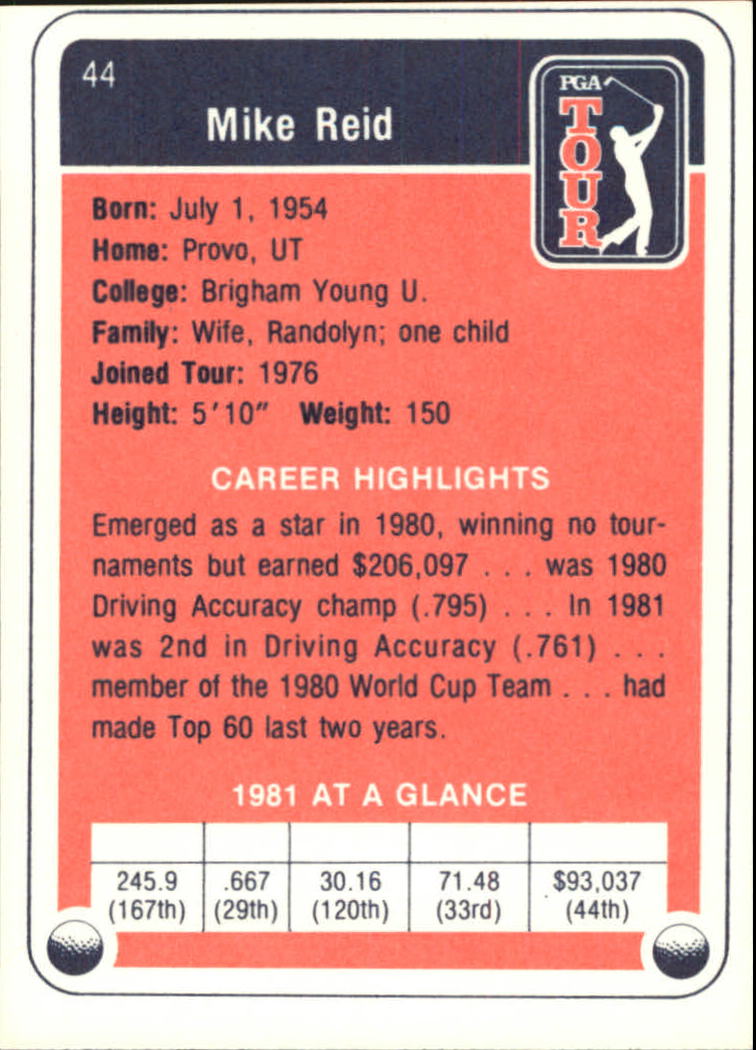 44
Mike Reid
PGA
TOUR
Born: July 1, 1954
Home: Provo, UT
College: Brigham Young U.
Family: Wife, Randolyn; one child
Joined Tour: 1976
Height: 5'10" Weight: 150
CAREER HIGHLIGHTS
Emerged as a star in 1980, winning no tour-
naments but earned $206,097 . . . was 1980
Driving Accuracy champ (.795) . . . In 1981
was 2nd in Driving Accuracy (.761) . . .
member of the 1980 World Cup Team . . . had
made Top 60 last two years.
1981 AT A GLANCE
245.9 .667 30.16 71.48 $93,037
(167th) (29th) (120th) (33rd) (44th)